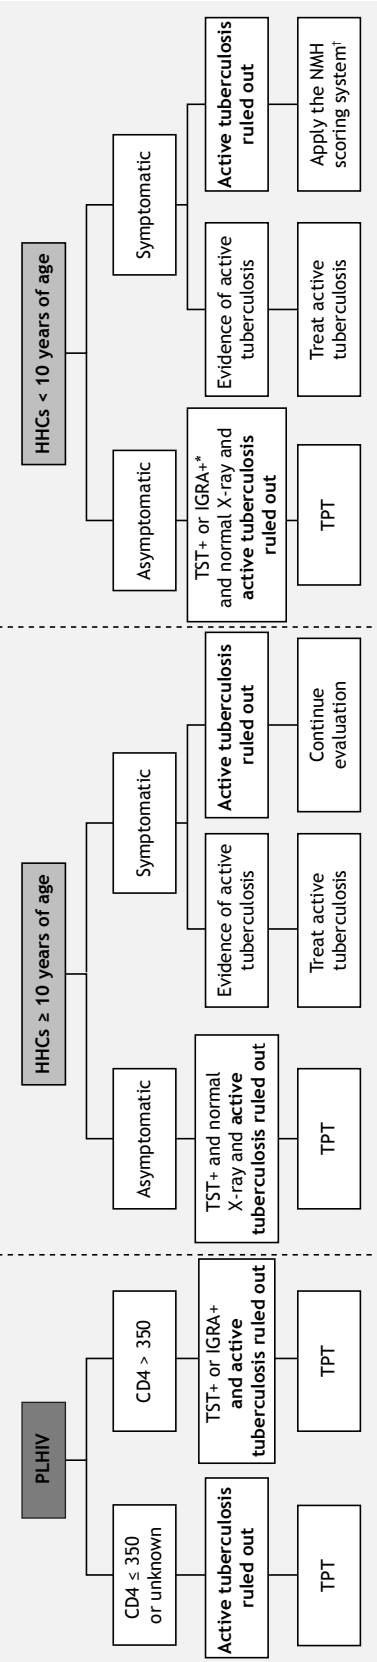 PLHIV
CD4 ≤ 350
or unknown
CD4 > 350
Active tuberculosis
ruled out
TST+ or IGRA+
and active
tuberculosis ruled out
TPT
TPT
HHCs ≥ 10 years of age
Asymptomatic
Symptomatic
TST+ and normal
X-ray and active
tuberculosis ruled out
Evidence of active
tuberculosis
Active tuberculosis
ruled out
TPT
Treat active
tuberculosis
Continue
evaluation
HHCs < 10 years of age
Asymptomatic
Symptomatic
TST+ or IGRA+*
and normal X-ray and
active tuberculosis
ruled out
Evidence of active
tuberculosis
Active tuberculosis
ruled out
TPT
Treat active
tuberculosis
Apply the NMH
scoring system†